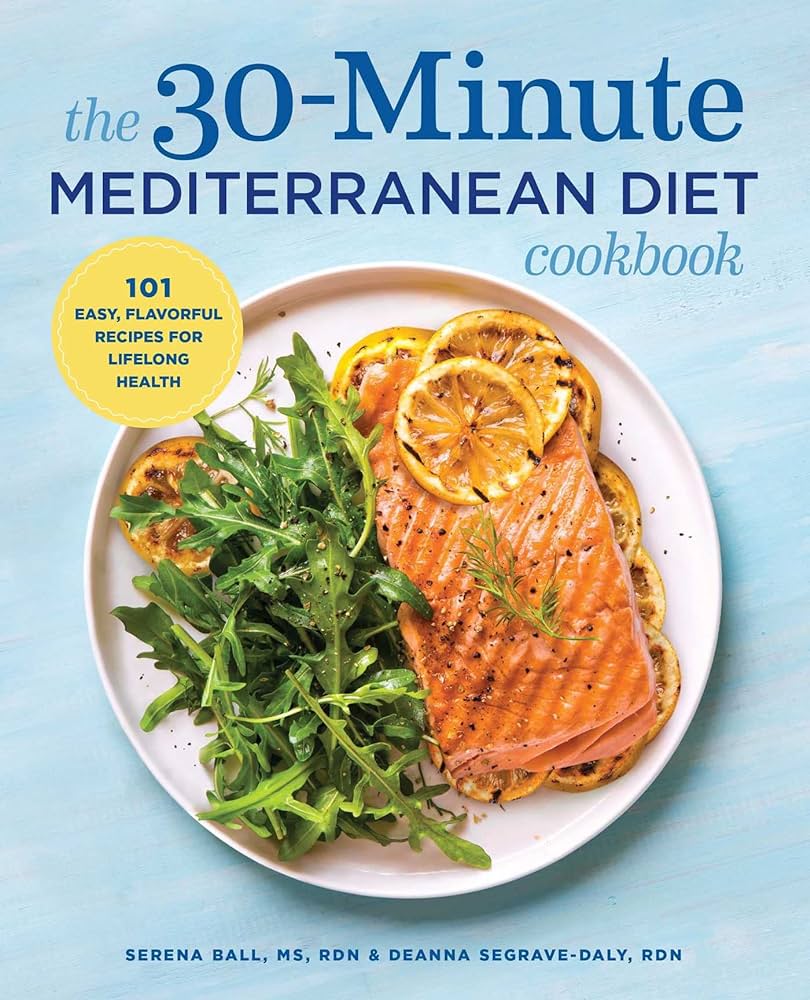 the 30-Minute
MEDITERRANEAN DIET
cookbook
101
EASY, FLAVORFUL
RECIPES FOR
LIFELONG
HEALTH
SERENA BALL, MS, RDN & DEANNA SEGRAVE-DALY, RDN